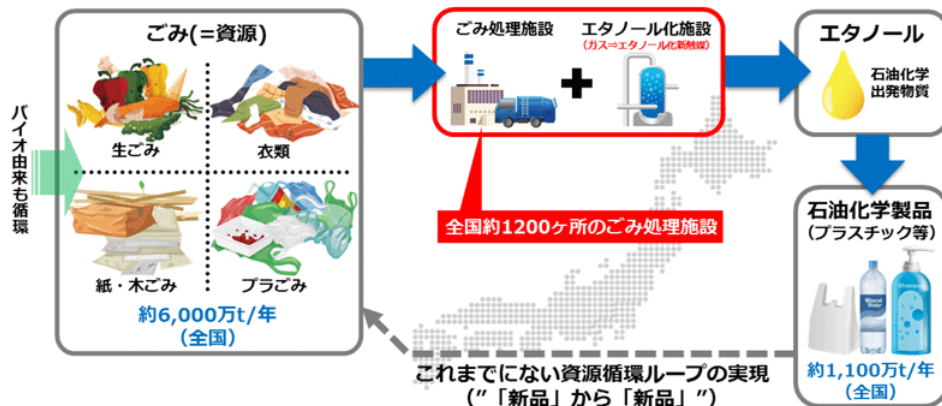 バイオ由来も循環
ごみ(=資源)
生ごみ
衣類
紙・木ごみ
プラごみ
約6,000万t/年
(全国)
ごみ処理施設
エタノール化施設
(ガス⇒エタノール化新触媒)
全国約1200ヶ所のごみ処理施設
エタノール
石油化学
出発物質
石油化学製品
(プラスチック等)
Mineral
Water
Shampoo
約1,100万t/年
(全国)
これまでにない資源循環ループの実現
("「新品」から「新品」")